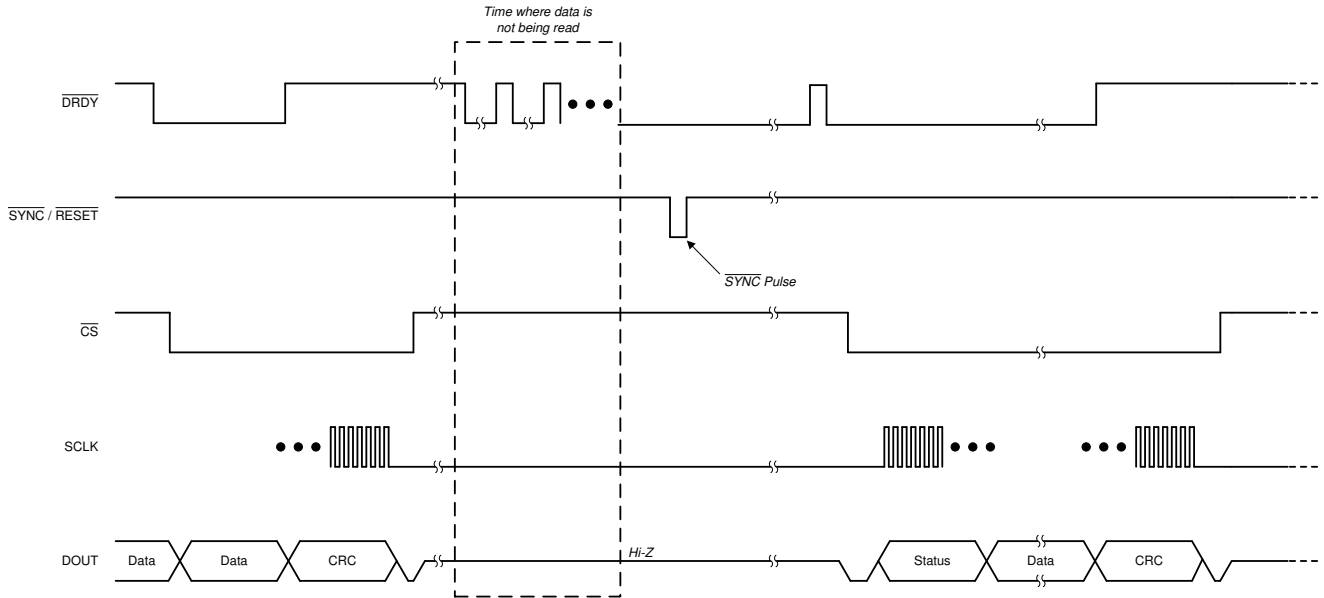 Time where data is
not being read
DRDY
SYNC / RESET
SYNC Pulse
CS
SCLK
Hi-Z
DOUT Data Data CRC Status Data CRC